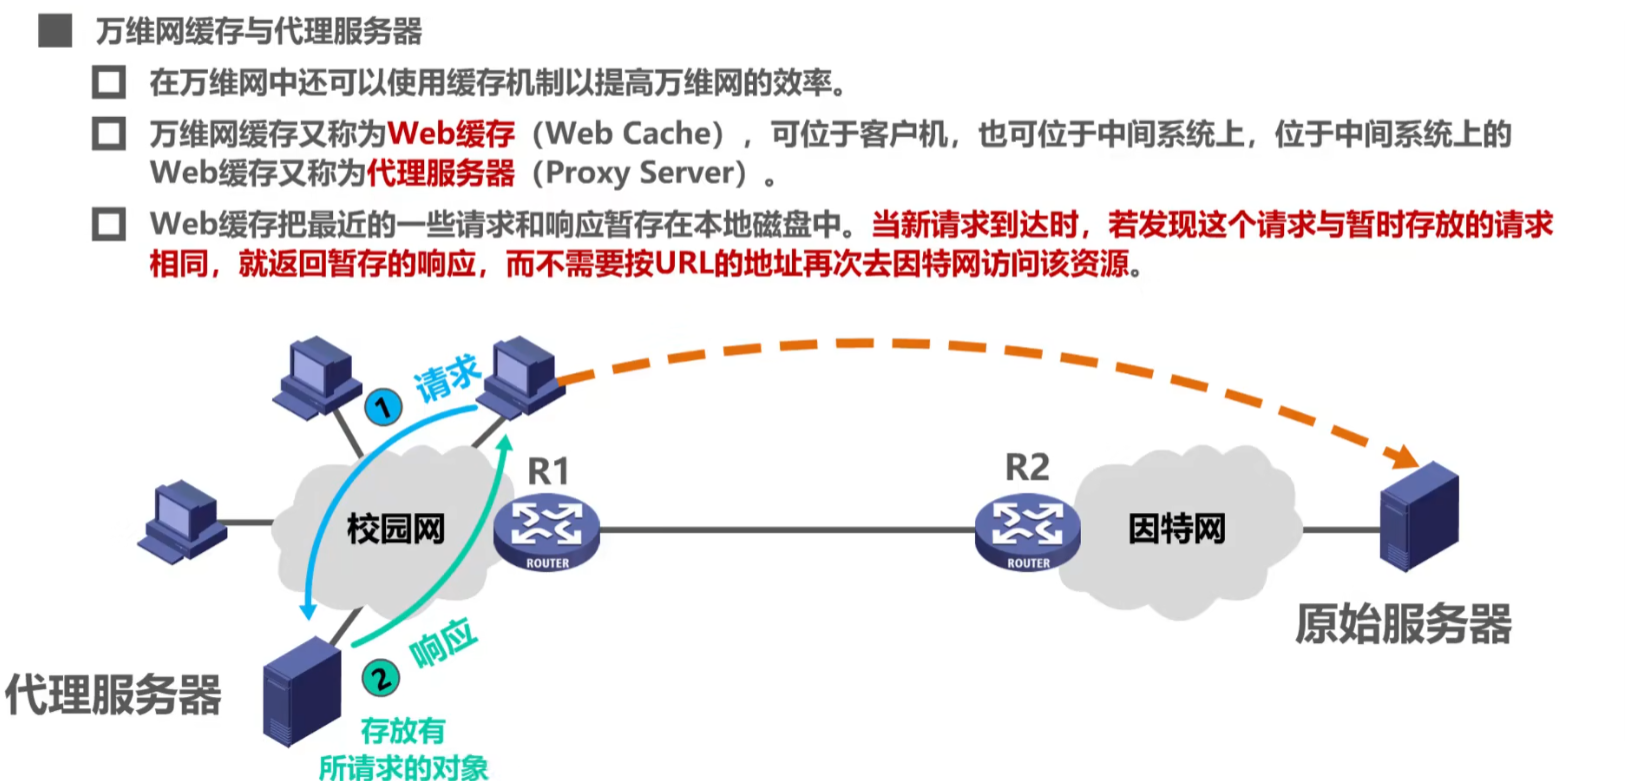 万维网缓存与代理服务器
在万维网中还可以使用缓存机制以提高万维网的效率。
万维网缓存又称为Web缓存（Web Cache），可位于客户机，也可位于中间系统上，位于中间系统上的
Web缓存又称为代理服务器（Proxy Server）。
Web缓存把最近的一些请求和响应暂存在本地磁盘中。当新请求到达时，若发现这个请求与暂时存放的请求
相同，就返回暂存的响应，而不需要按URL的地址再次去因特网访问该资源。
1 请求
R1
R2
校园网
因特网
ROUTER
ROUTER
原始服务器
2 响应
代理服务器
存放有
所请求的对象